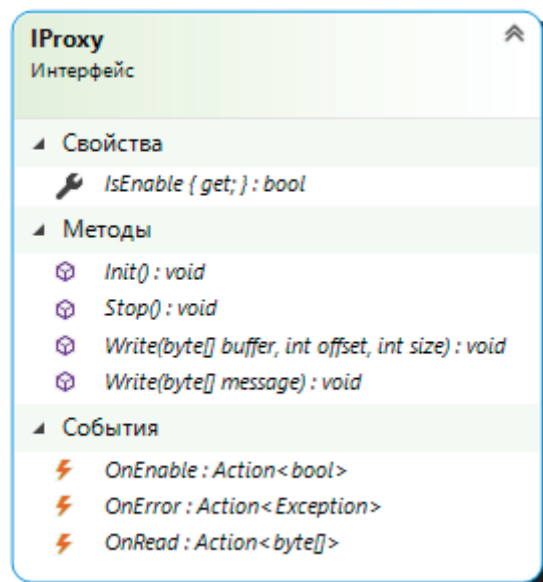 IProxy
Интерфейс
Свойства
IsEnable { get; } : bool
Методы
Init() : void
Stop() : void
Write(byte[] buffer, int offset, int size) : void
Write(byte[] message) : void
События
OnEnable : Action<bool>
OnError : Action<Exception>
OnRead : Action<byte[]>